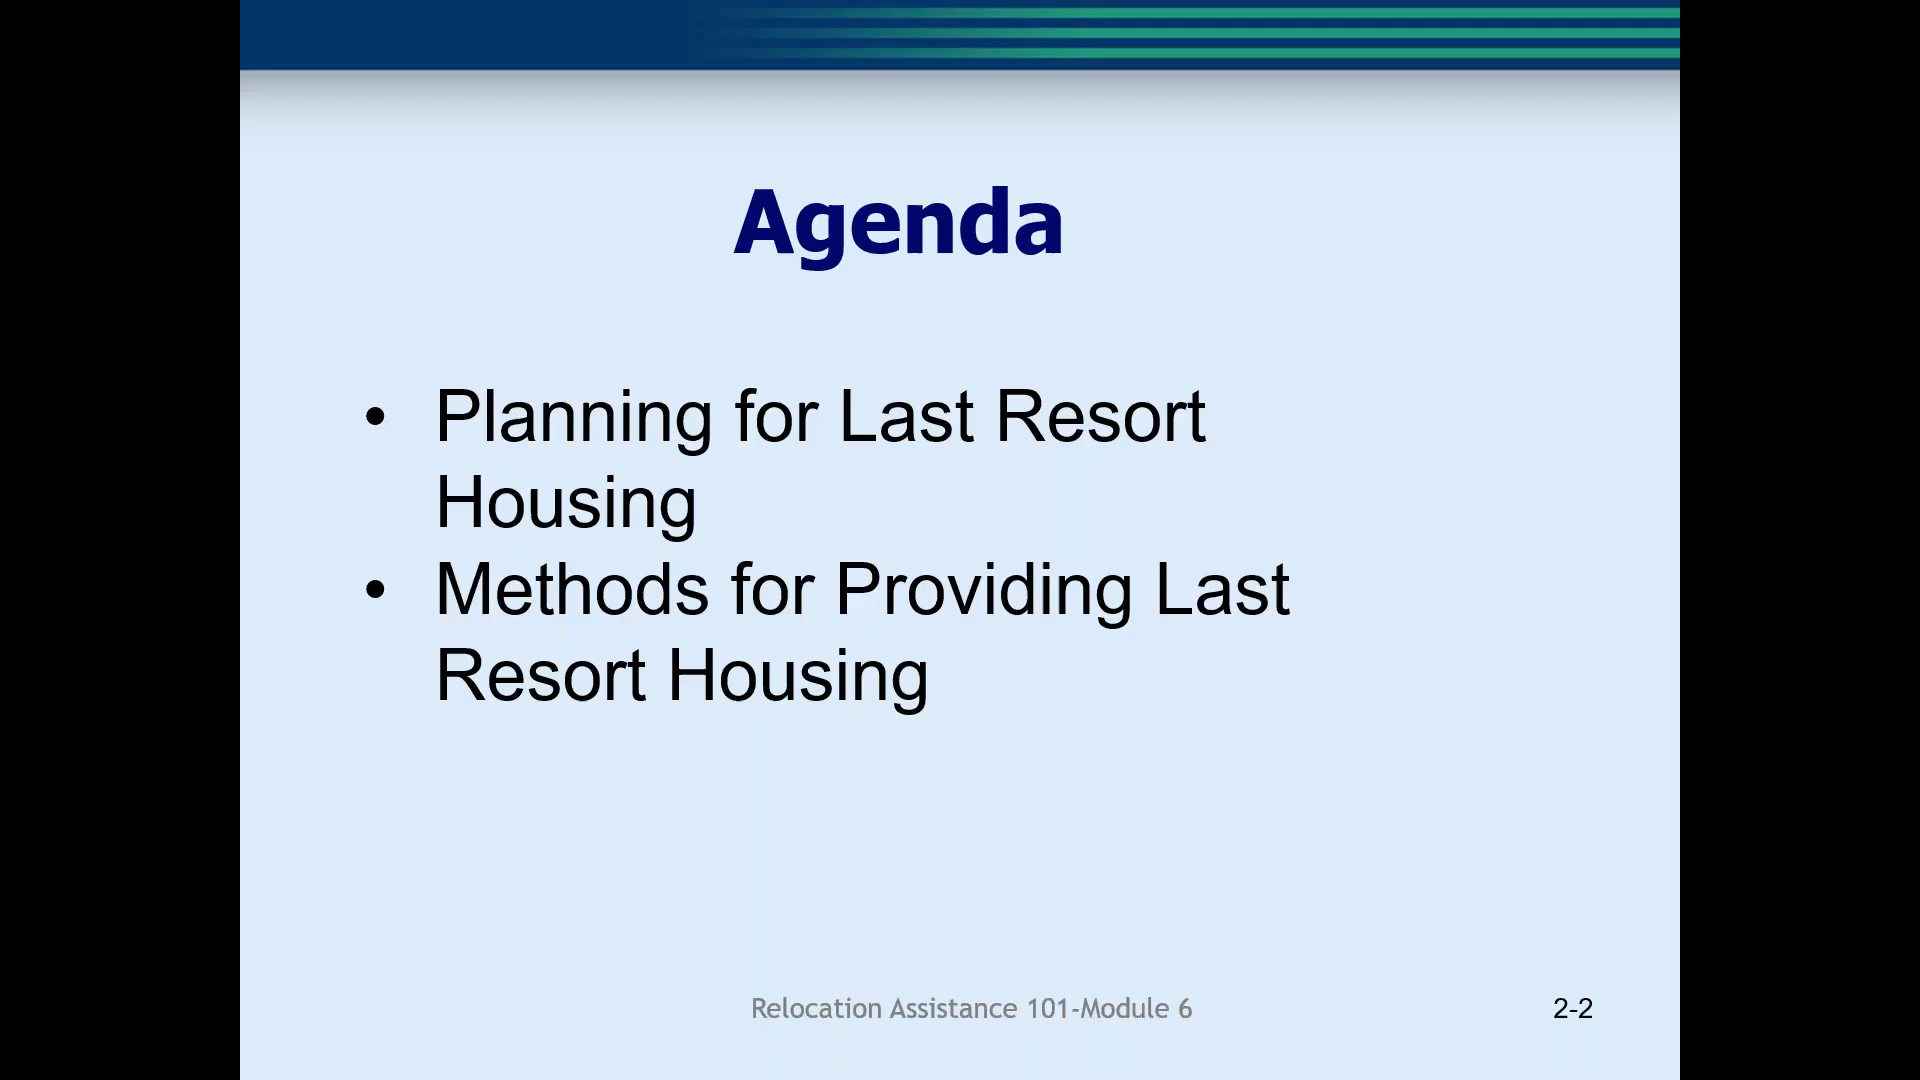 Agenda
• Planning for Last Resort
Housing
• Methods for Providing Last
Resort Housing
Relocation Assistance 101-Module 6
2-2